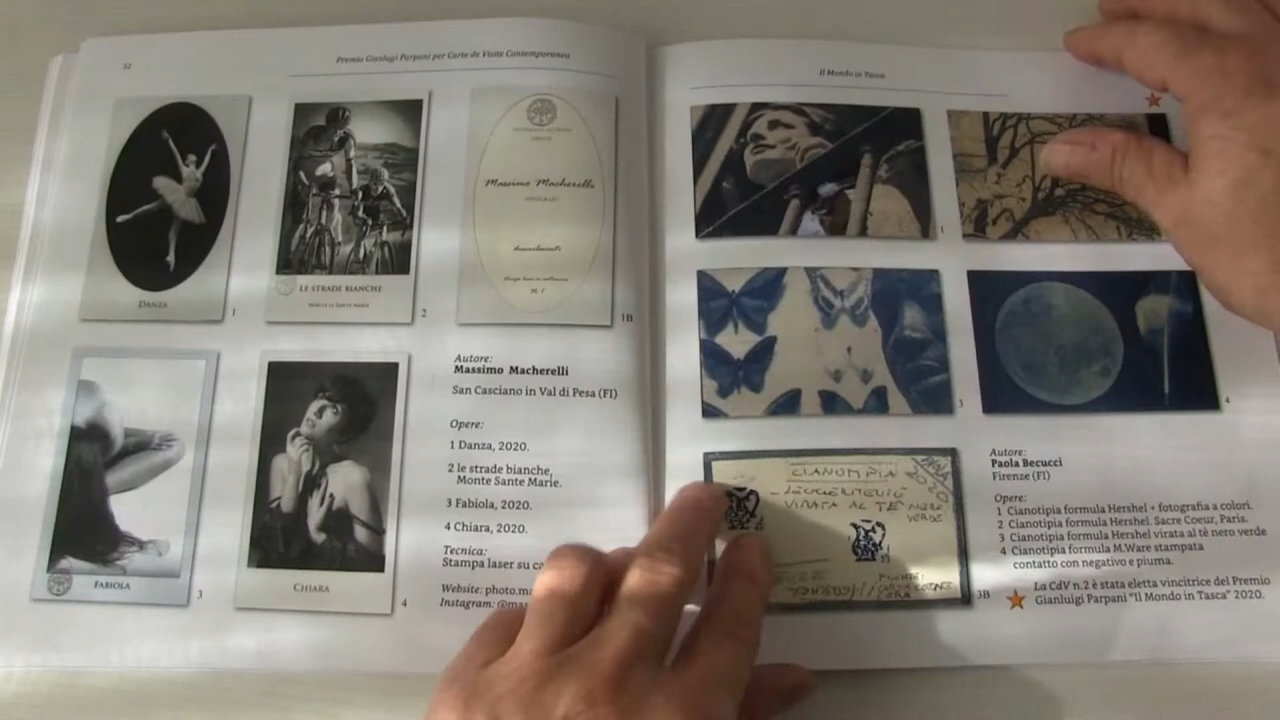 52
Premio Gianluigi Parpani per Carte de Visite Contemporanea
DANZA
1
LE STRADE BIANCHE
MONTE SANTE MARIE
2
Massimo Macherelli
FOTOGRAFO
1B
FABIOLA
3
CHIARA
4
Autore:
Massimo Macherelli
San Casciano in Val di Pesa (FI)
Opere:
1 Danza, 2020.
2 le strade bianche,
Monte Sante Marie.
3 Fabiola, 2020.
4 Chiara, 2020.
Tecnica:
Stampa laser su
Website:
Instagram:
Il Mondo in Tasca
1
3
4
CIANOTIPIA
VIRATA AL TÈ NERO
VERDE
2020
3B
Autore:
Paola Becucci
Firenze (FI)
Opere:
1 Cianotipia formula Hershel + fotografia a colori.
2 Cianotipia formula Hershel. Sacre Coeur, Paris.
3 Cianotipia formula Hershel virata al tè nero verde
4 Cianotipia formula M.Ware stampata
contatto con negativo e piuma.
La CdV n.2 è stata eletta vincitrice del Premio
Gianluigi Parpani "Il Mondo in Tasca" 2020.